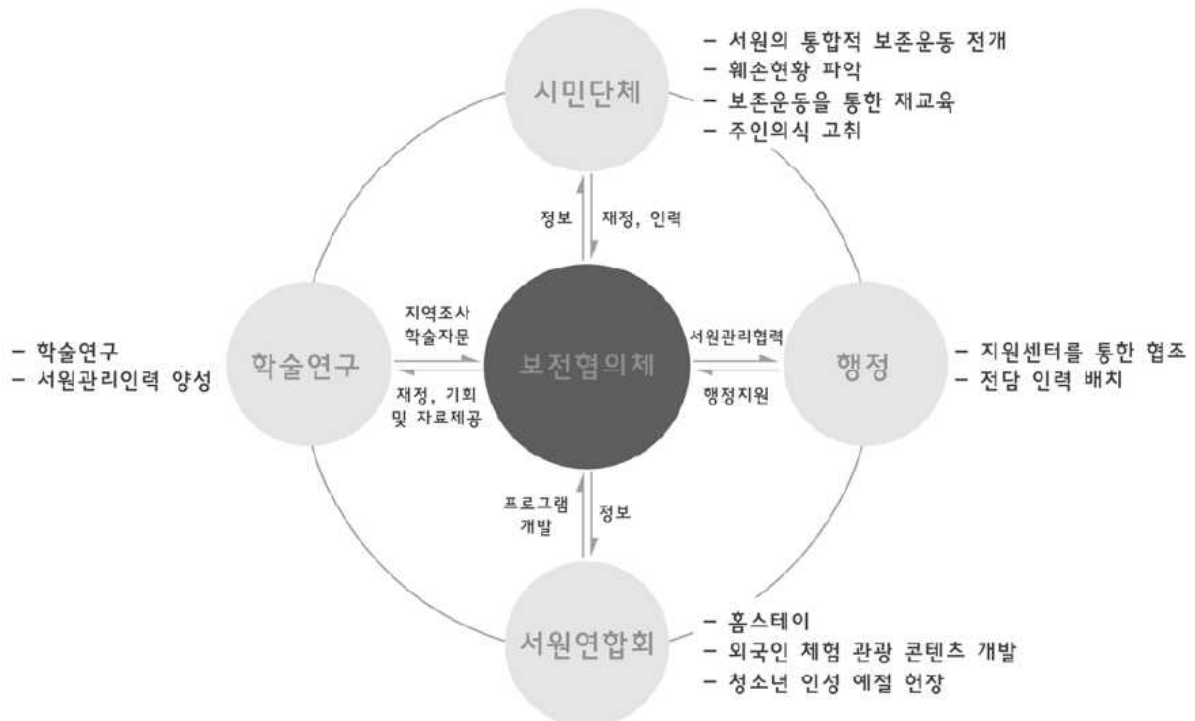 시민단체
– 서원의 통합적 보존운동 전개
– 훼손현황 파악
– 보존운동을 통한 재교육
– 주인의식 고취
정보
재정, 인력
– 학술연구
– 서원관리인력 양성
학술연구
지역조사
학술자문
재정, 기회
및 자료제공
보전협의체
서원관리협력
행정지원
행정
– 지원센터를 통한 협조
– 전담 인력 배치
프로그램
개발
정보
서원연합회
– 홈스테이
– 외국인 체험 관광 콘텐츠 개발
– 청소년 인성 예절 헌장